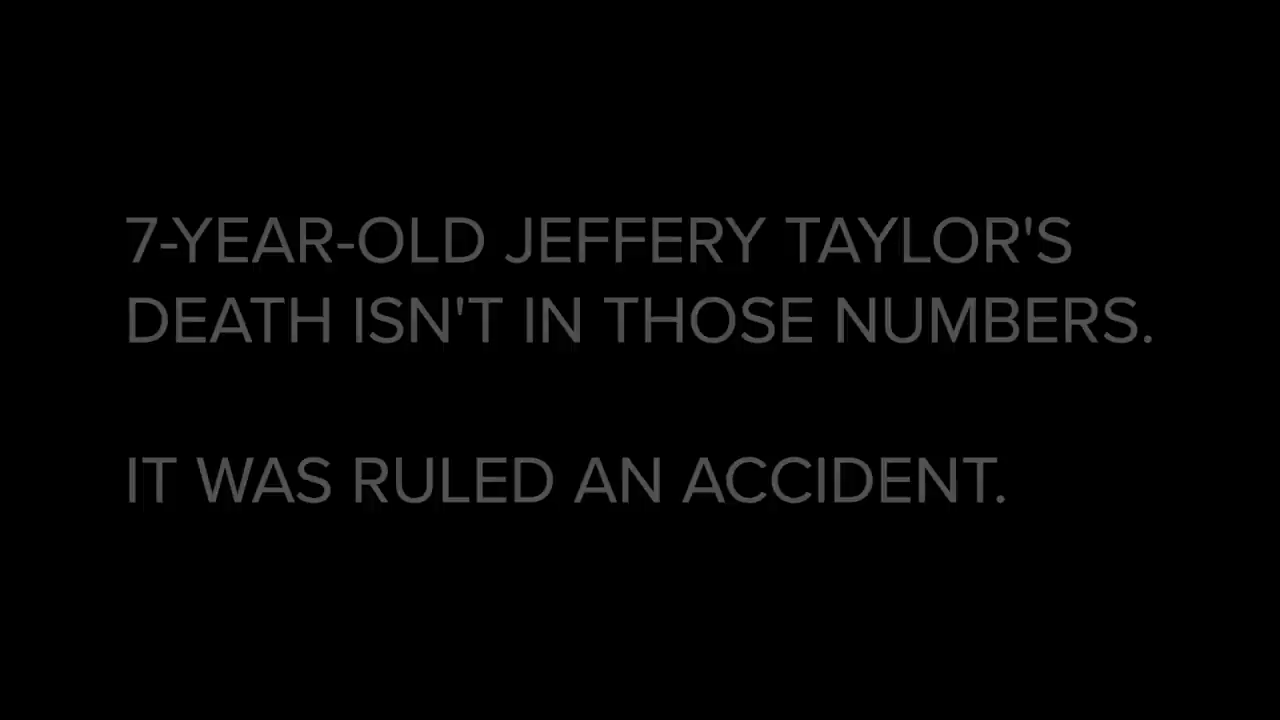 7-YEAR-OLD JEFFERY TAYLOR'S
DEATH ISN'T IN THOSE NUMBERS.
IT WAS RULED AN ACCIDENT.